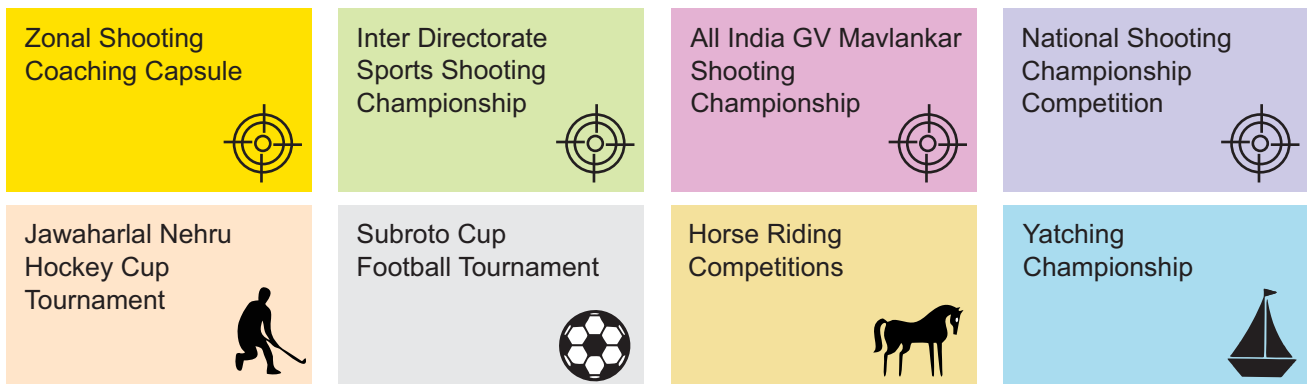 Zonal Shooting
Coaching Capsule
Inter Directorate
Sports Shooting
Championship
All India GV Mavlankar
Shooting
Championship
National Shooting
Championship
Competition
Jawaharlal Nehru
Hockey Cup
Tournament
Subroto Cup
Football Tournament
Horse Riding
Competitions
Yatching
Championship